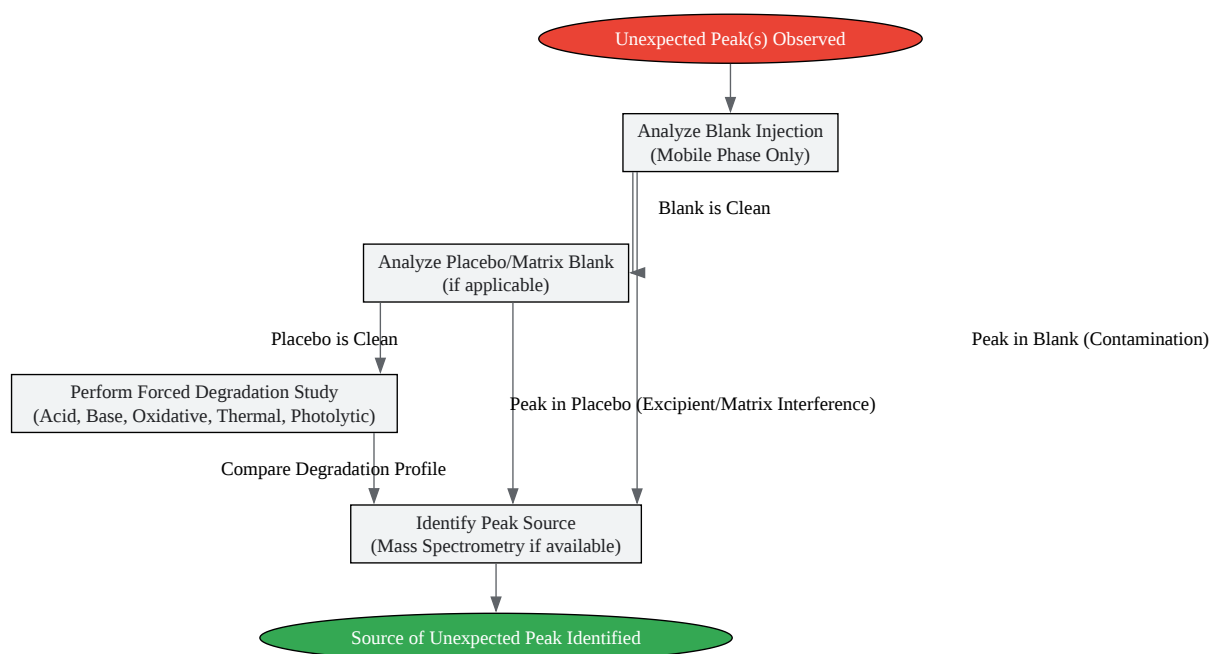 Unexpected Peak(s) Observed
Analyze Blank Injection
(Mobile Phase Only)
Blank is Clean
Analyze Placebo/Matrix Blank
(if applicable)
Placebo is Clean
Peak in Blank (Contamination)
Perform Forced Degradation Study
(Acid, Base, Oxidative, Thermal, Photolytic)
Peak in Placebo (Excipient/Matrix Interference)
Compare Degradation Profile
Identify Peak Source
(Mass Spectrometry if available)
Source of Unexpected Peak Identified